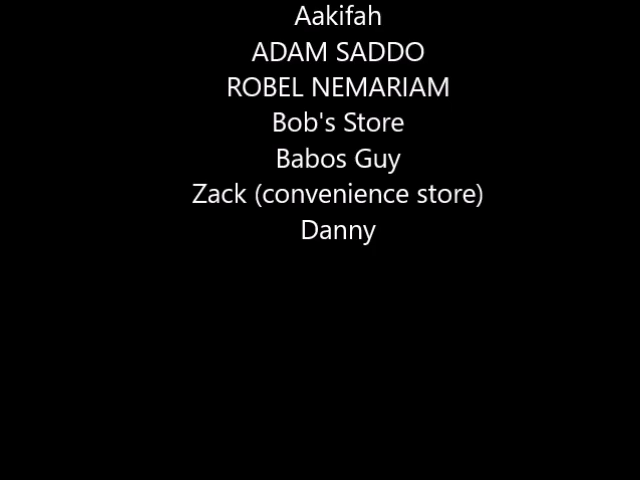 Aakifah
ADAM SADDO
ROBEL NEMARIAM
Bob's Store
Babos Guy
Zack (convenience store)
Danny